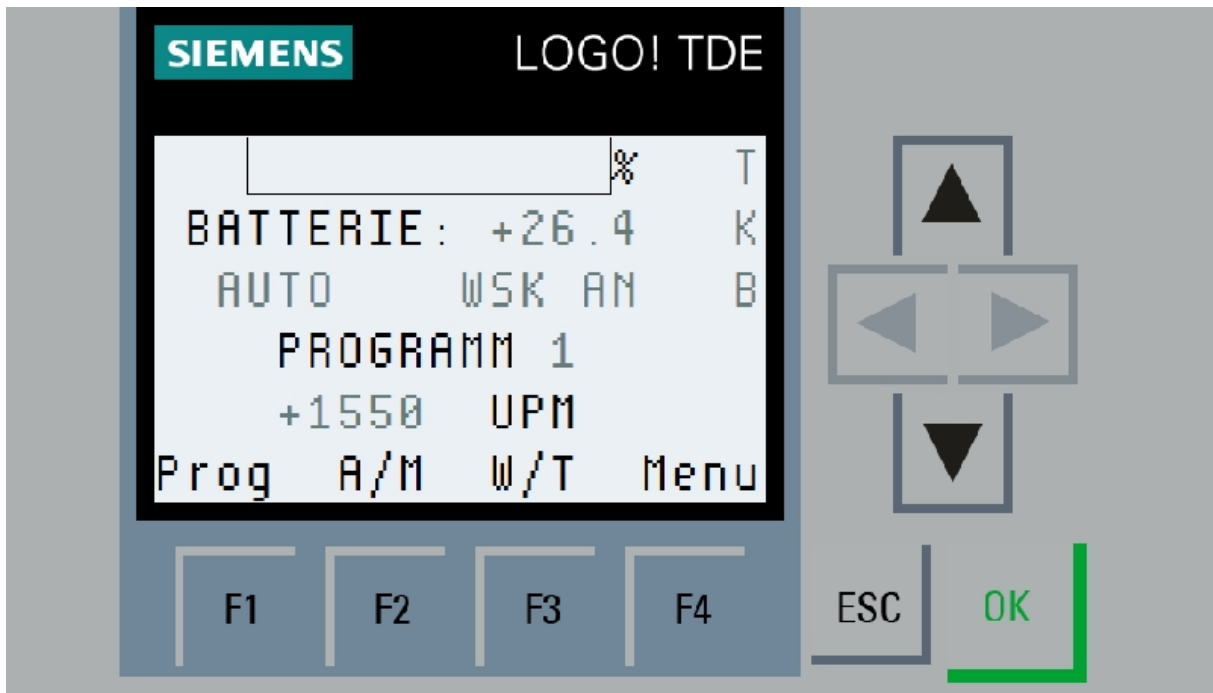 SIEMENS LOGO! TDE
% T
BATTERIE: +26.4 K
AUTO WSK AN B
PROGRAMM 1
+1550 UPM
Prog A/M W/T Menu
F1 F2 F3 F4 ESC OK